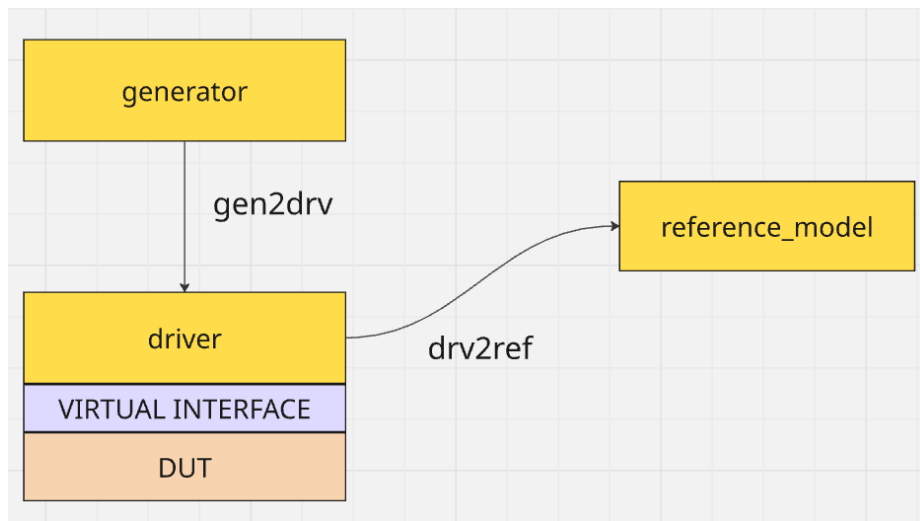 generator
gen2drv
reference_model
driver
drv2ref
VIRTUAL INTERFACE
DUT